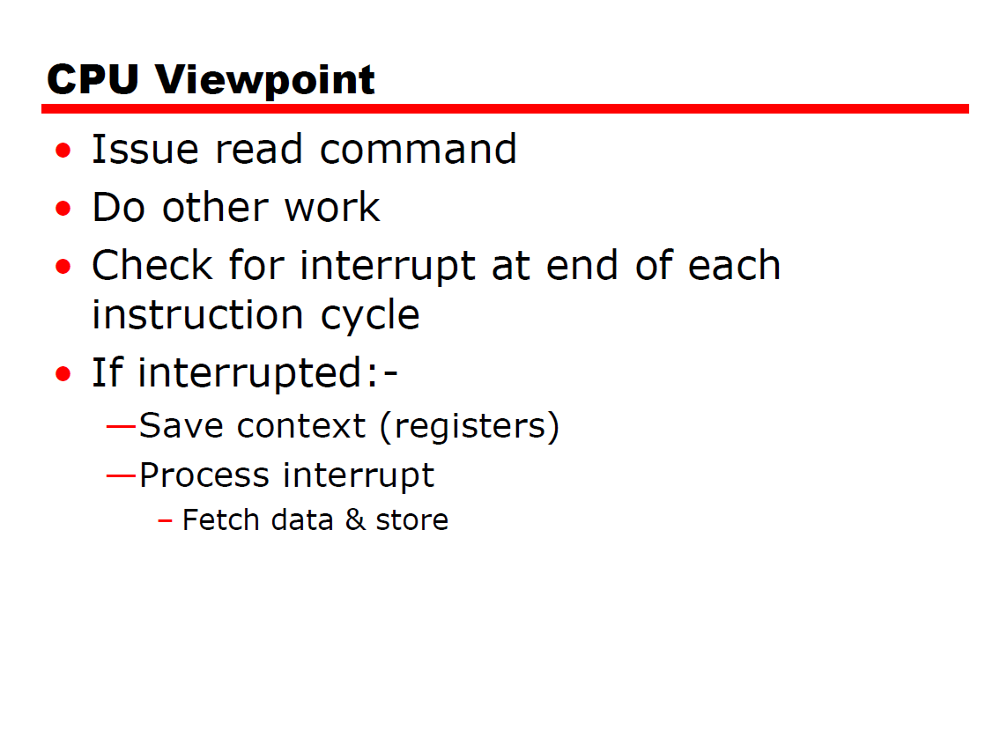 CPU Viewpoint
• Issue read command
• Do other work
• Check for interrupt at end of each
instruction cycle
• If interrupted:-
—Save context (registers)
—Process interrupt
– Fetch data & store